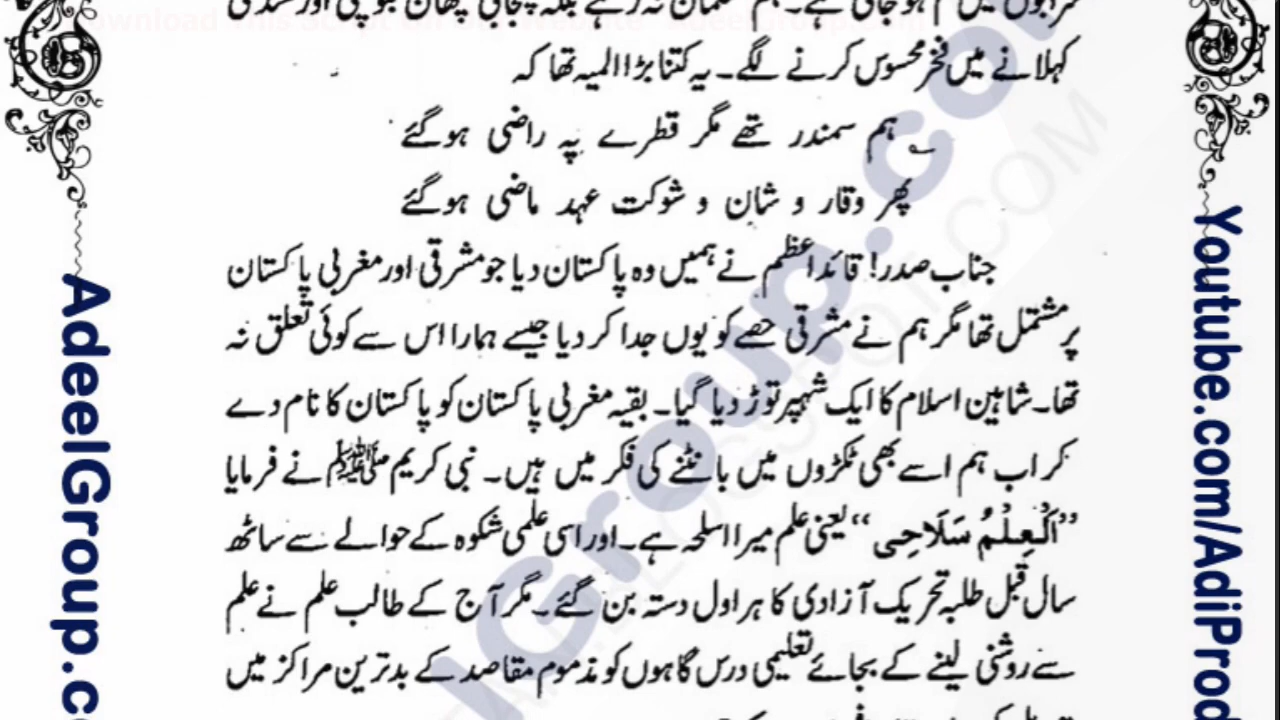 کہلانے میں فخر محسوس کرنے لگے۔ یہ کتنا بڑا المیہ تھا کہ
ہم سمندر تھے مگر قطرے پہ راضی ہوگئے
پھر وقار و شان و شوکت عہد ماضی ہوگئے
جناب صدر! قائداعظم نے ہمیں وہ پاکستان دیا جو مشرقی اور مغربی پاکستان
پر مشتمل تھا مگر ہم نے مشرقی حصے کو یوں جدا کر دیا جیسے ہمارا اس سے کوئی تعلق نہ
تھا۔ شاہین اسلام کا ایک شہپر توڑ دیا گیا۔ بقیہ مغربی پاکستان کو پاکستان کا نام دے
کر اب ہم اسے بھی ٹکڑوں میں بانٹنے کی فکر میں ہیں۔ نبی کریم ﷺ نے فرمایا
”اَلْعِلْمُ سَلَاحِی“ یعنی علم میرا اسلحہ ہے۔ اور اسی علمی شکوہ کے حوالے سے ساٹھ
سال قبل طلبہ تحریک آزادی کا ہراول دستہ بن گئے۔ مگر آج کے طالب علم نے علم
سے روشنی لینے کے بجائے تعلیمی درس گاہوں کو مذموم مقاصد کے بدترین مراکز میں
AdeelGroup.c
Youtube.com/AdiProd
lGroup.co